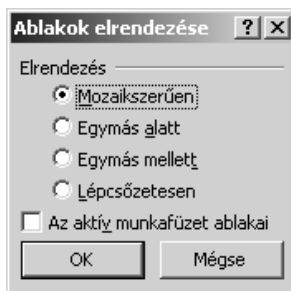 Ablakok elrendezése
Elrendezés
Mozaikszerűen
Egymás alatt
Egymás mellett
Lépcsőzetesen
Az aktív munkafüzet ablakai
OK Mégse